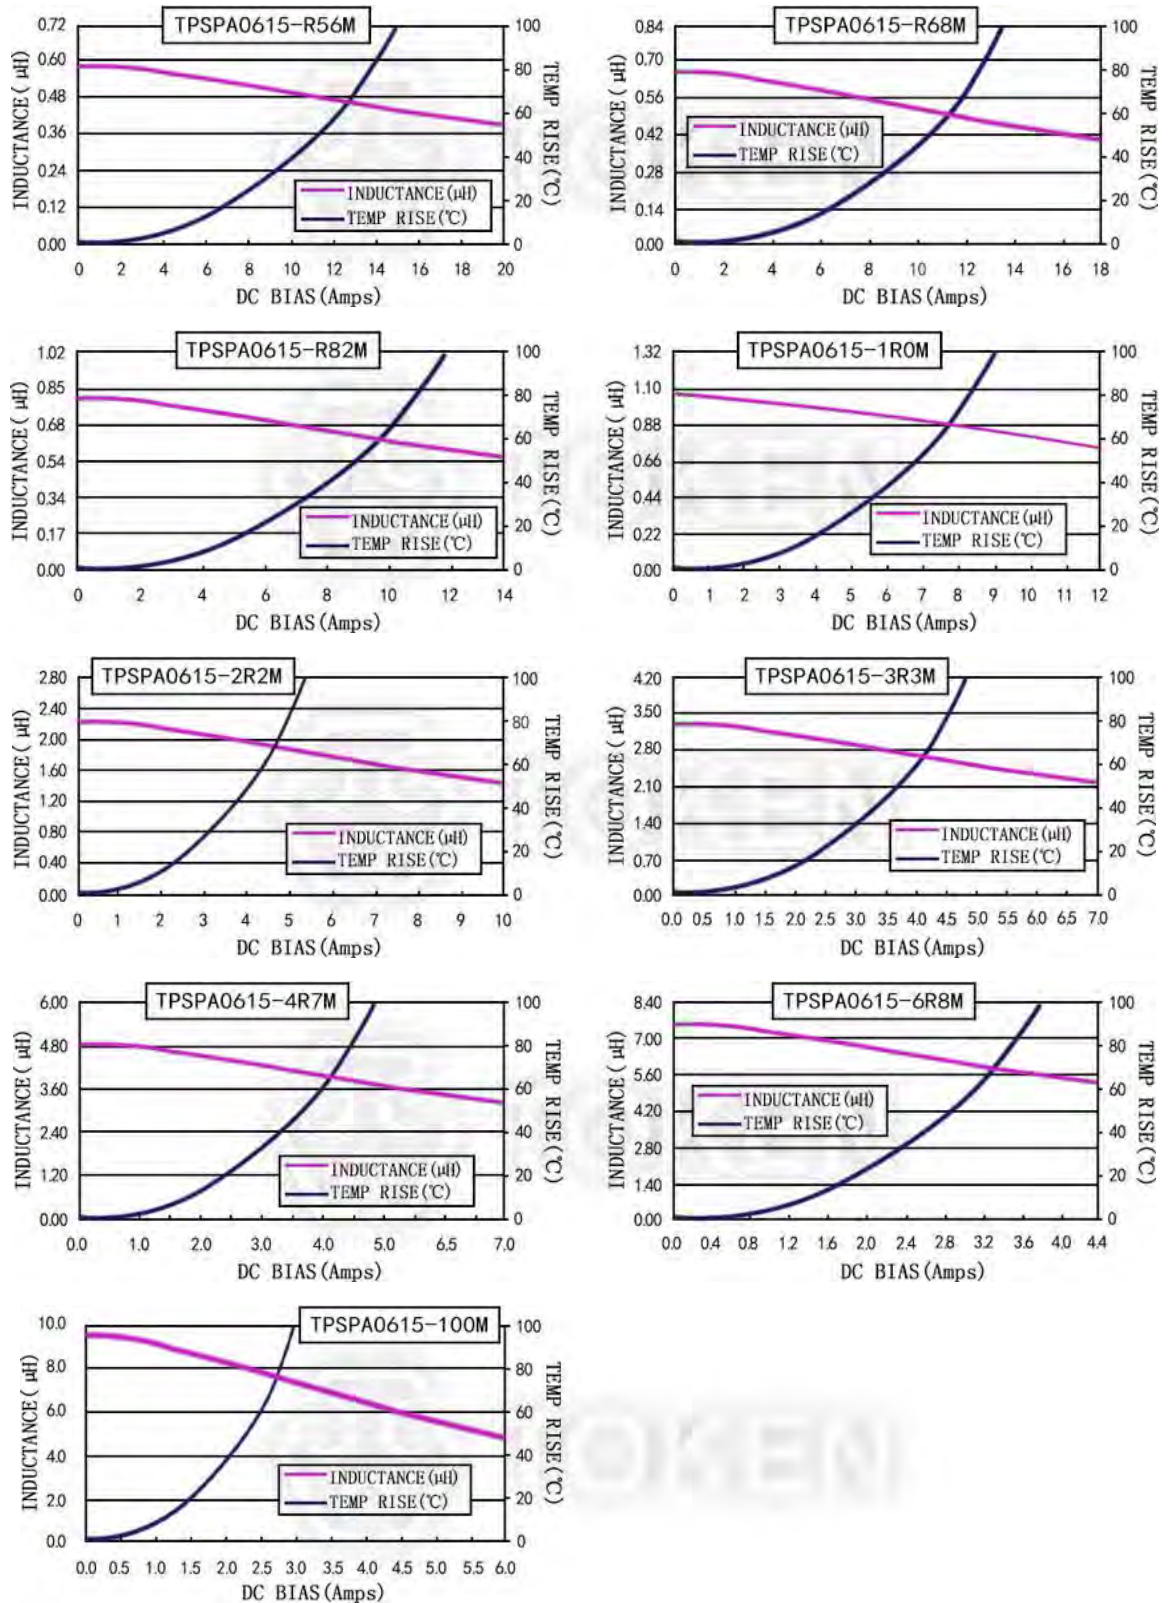 TPSPA0615-R56M
INDUCTANCE( μH)
0.72
0.60
0.48
0.36
0.24
0.12
0.00
100
80
60
40
20
0
TEMP RISE(℃)
INDUCTANCE(μH)
TEMP RISE(℃)
0 2 4 6 8 10 12 14 16 18 20
DC BIAS(Amps)
TPSPA0615-R68M
INDUCTANCE( μH)
0.84
0.70
0.56
0.42
0.28
0.14
0.00
100
80
60
40
20
0
TEMP RISE(℃)
INDUCTANCE(μH)
TEMP RISE(℃)
0 2 4 6 8 10 12 14 16 18
DC BIAS(Amps)
TPSPA0615-R82M
INDUCTANCE( μH)
1.02
0.85
0.68
0.54
0.34
0.17
0.00
100
80
60
40
20
0
TEMP RISE(℃)
INDUCTANCE(μH)
TEMP RISE(℃)
0 2 4 6 8 10 12 14
DC BIAS(Amps)
TPSPA0615-1R0M
INDUCTANCE( μH)
1.32
1.10
0.88
0.66
0.44
0.22
0.00
100
80
60
40
20
0
TEMP RISE(℃)
INDUCTANCE(μH)
TEMP RISE(℃)
0 1 2 3 4 5 6 7 8 9 10 11 12
DC BIAS(Amps)
TPSPA0615-2R2M
INDUCTANCE( μH)
2.80
2.40
2.00
1.60
1.20
0.80
0.40
0.00
100
80
60
40
20
0
TEMP RISE(℃)
INDUCTANCE(μH)
TEMP RISE(℃)
0 1 2 3 4 5 6 7 8 9 10
DC BIAS(Amps)
TPSPA0615-3R3M
INDUCTANCE( μH)
4.20
3.50
2.80
2.10
1.40
0.70
0.00
100
80
60
40
20
0
TEMP RISE(℃)
INDUCTANCE(μH)
TEMP RISE(℃)
0.0 0.5 1.0 1.5 2.0 2.5 3.0 3.5 4.0 4.5 5.0 5.5 6.0 6.5 7.0
DC BIAS(Amps)
TPSPA0615-4R7M
INDUCTANCE( μH)
6.00
4.80
3.60
2.40
1.20
0.00
100
80
60
40
20
0
TEMP RISE(℃)
INDUCTANCE(μH)
TEMP RISE(℃)
0.0 1.0 2.0 3.0 4.0 5.0 6.0 7.0
DC BIAS(Amps)
TPSPA0615-6R8M
INDUCTANCE( μH)
8.40
7.00
5.60
4.20
2.80
1.40
0.00
100
80
60
40
20
0
TEMP RISE(℃)
INDUCTANCE(μH)
TEMP RISE(℃)
0.0 0.4 0.8 1.2 1.6 2.0 2.4 2.8 3.2 3.6 4.0 4.4
DC BIAS(Amps)
TPSPA0615-100M
INDUCTANCE( μH)
10.0
8.0
6.0
4.0
2.0
0.0
100
80
60
40
20
0
TEMP RISE(℃)
INDUCTANCE(μH)
TEMP RISE(℃)
0.0 0.5 1.0 1.5 2.0 2.5 3.0 3.5 4.0 4.5 5.0 5.5 6.0
DC BIAS(Amps)
OKEN